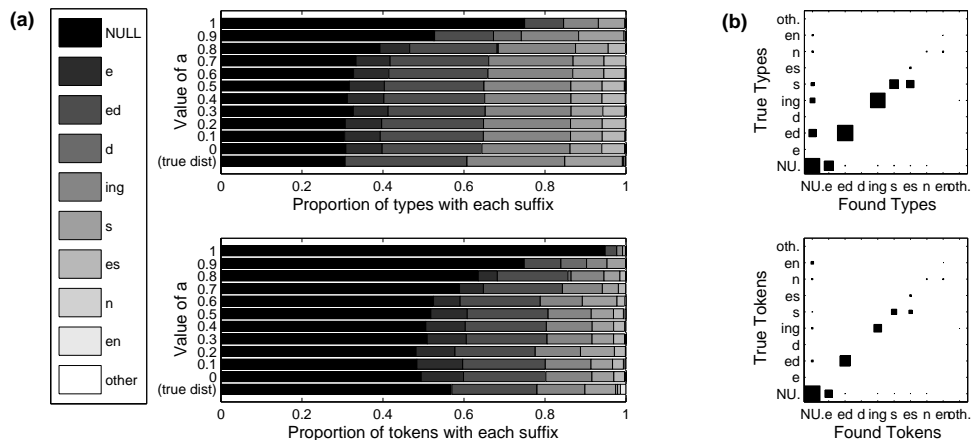 (a)
NULL
e
ed
d
ing
s
es
n
en
other
Value of a
1
0.9
0.8
0.7
0.6
0.5
0.4
0.3
0.2
0.1
0
(true dist)
0 0.2 0.4 0.6 0.8 1
Proportion of types with each suffix
Value of a
1
0.9
0.8
0.7
0.6
0.5
0.4
0.3
0.2
0.1
0
(true dist)
0 0.2 0.4 0.6 0.8 1
Proportion of tokens with each suffix
(b)
True Types
oth.
en
n
es
s
ing
d
ed
e
NU.
NU. e ed d ing s es n en oth.
Found Types
True Tokens
oth.
en
n
es
s
ing
d
ed
e
NU.
NU. e ed d ing s es n en oth.
Found Tokens